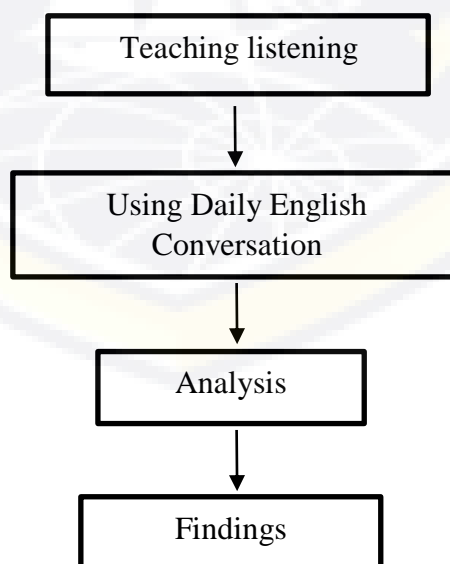 Teaching listening
Using Daily English
Conversation
Analysis
Findings